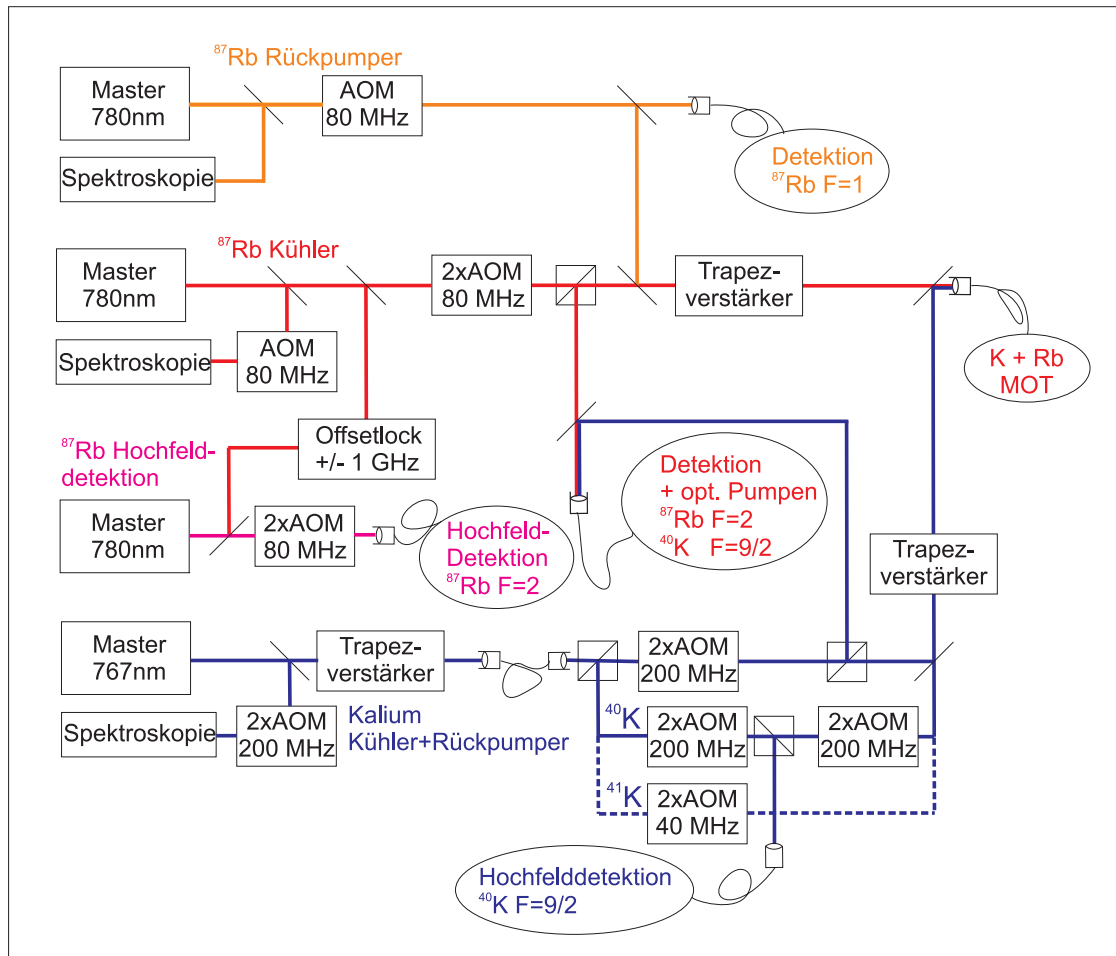 ⁸⁷Rb Rückpumper
Master
780nm
AOM
80 MHz
Spektroskopie
Detektion
⁸⁷Rb F=1
⁸⁷Rb Kühler
Master
780nm
2xAOM
80 MHz
Trapez-
verstärker
Spektroskopie
AOM
80 MHz
K + Rb
MOT
⁸⁷Rb Hochfeld-
detektion
Offsetlock
+/- 1 GHz
Master
780nm
2xAOM
80 MHz
Hochfeld-
Detektion
⁸⁷Rb F=2
Detektion
+ opt. Pumpen
⁸⁷Rb F=2
⁴⁰K F=9/2
Trapez-
verstärker
Master
767nm
Trapez-
verstärker
2xAOM
200 MHz
Spektroskopie
2xAOM
200 MHz
Kalium
Kühler+Rückpumper
⁴⁰K
2xAOM
200 MHz
2xAOM
200 MHz
⁴¹K
2xAOM
40 MHz
Hochfelddetektion
⁴⁰K F=9/2